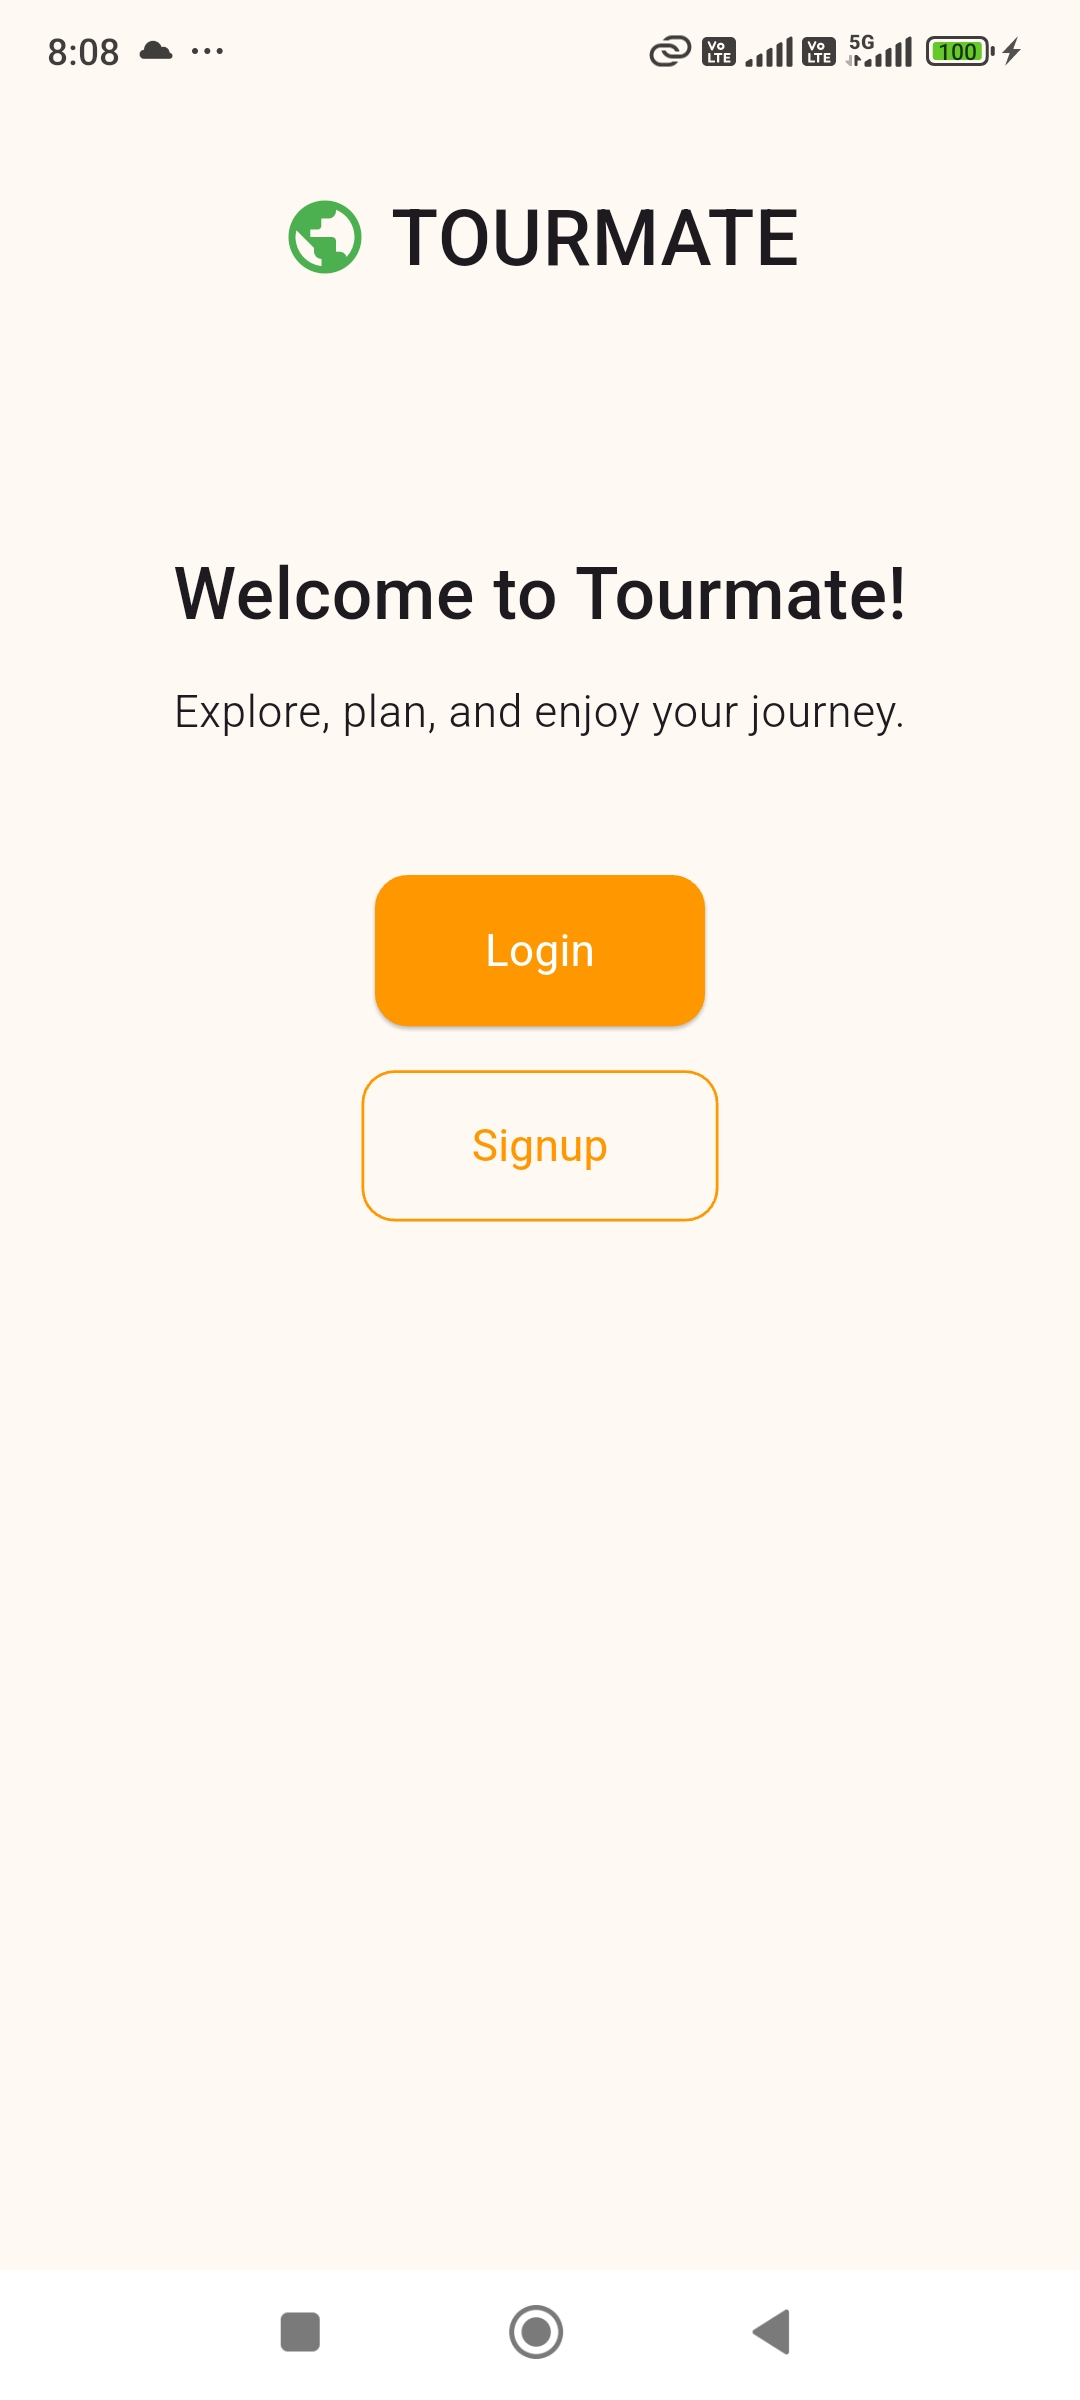 8:08
Vo LTE Vo LTE 5G 100
TOURMATE
Welcome to Tourmate!
Explore, plan, and enjoy your journey.
Login
Signup